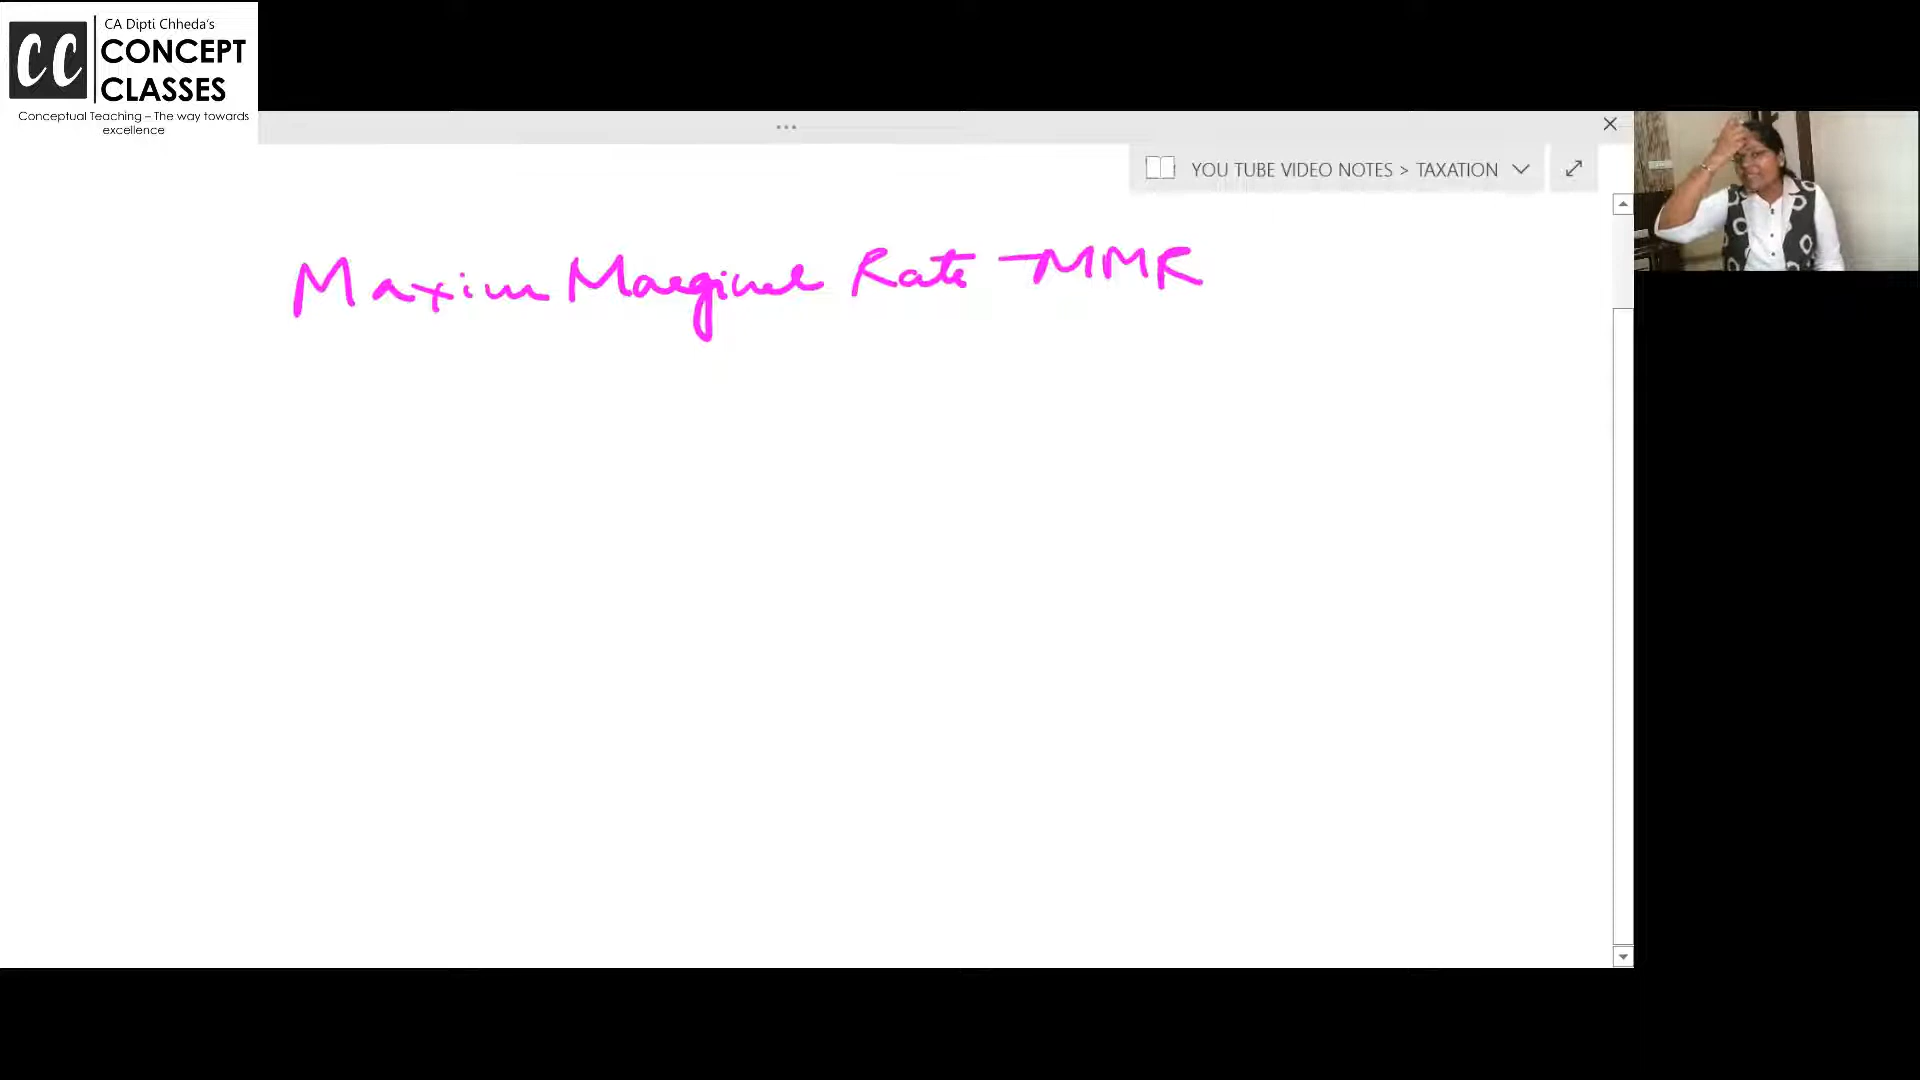 CA Dipti Chheda's
CC CONCEPT
CLASSES
Conceptual Teaching – The way towards
excellence
YOU TUBE VIDEO NOTES > TAXATION
Maxim Marginal Rate - MMR